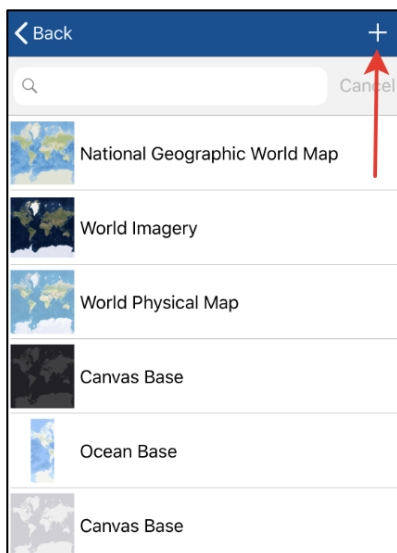 Back
Cancel
National Geographic World Map
World Imagery
World Physical Map
Canvas Base
Ocean Base
Canvas Base